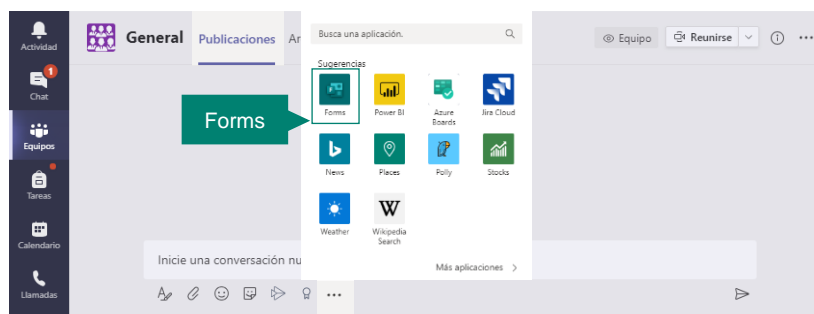 Actividad
1
Chat
Equipos
Tareas
Calendario
Llamadas
General
Publicaciones
Ar
Equipo
Reunirse
Busca una aplicación.
Sugerencias
Forms
Forms
Power BI
Azure
Boards
Jira Cloud
News
Places
Polly
Stocks
Weather
Wikipedia
Search
Más aplicaciones
Inicie una conversación nu